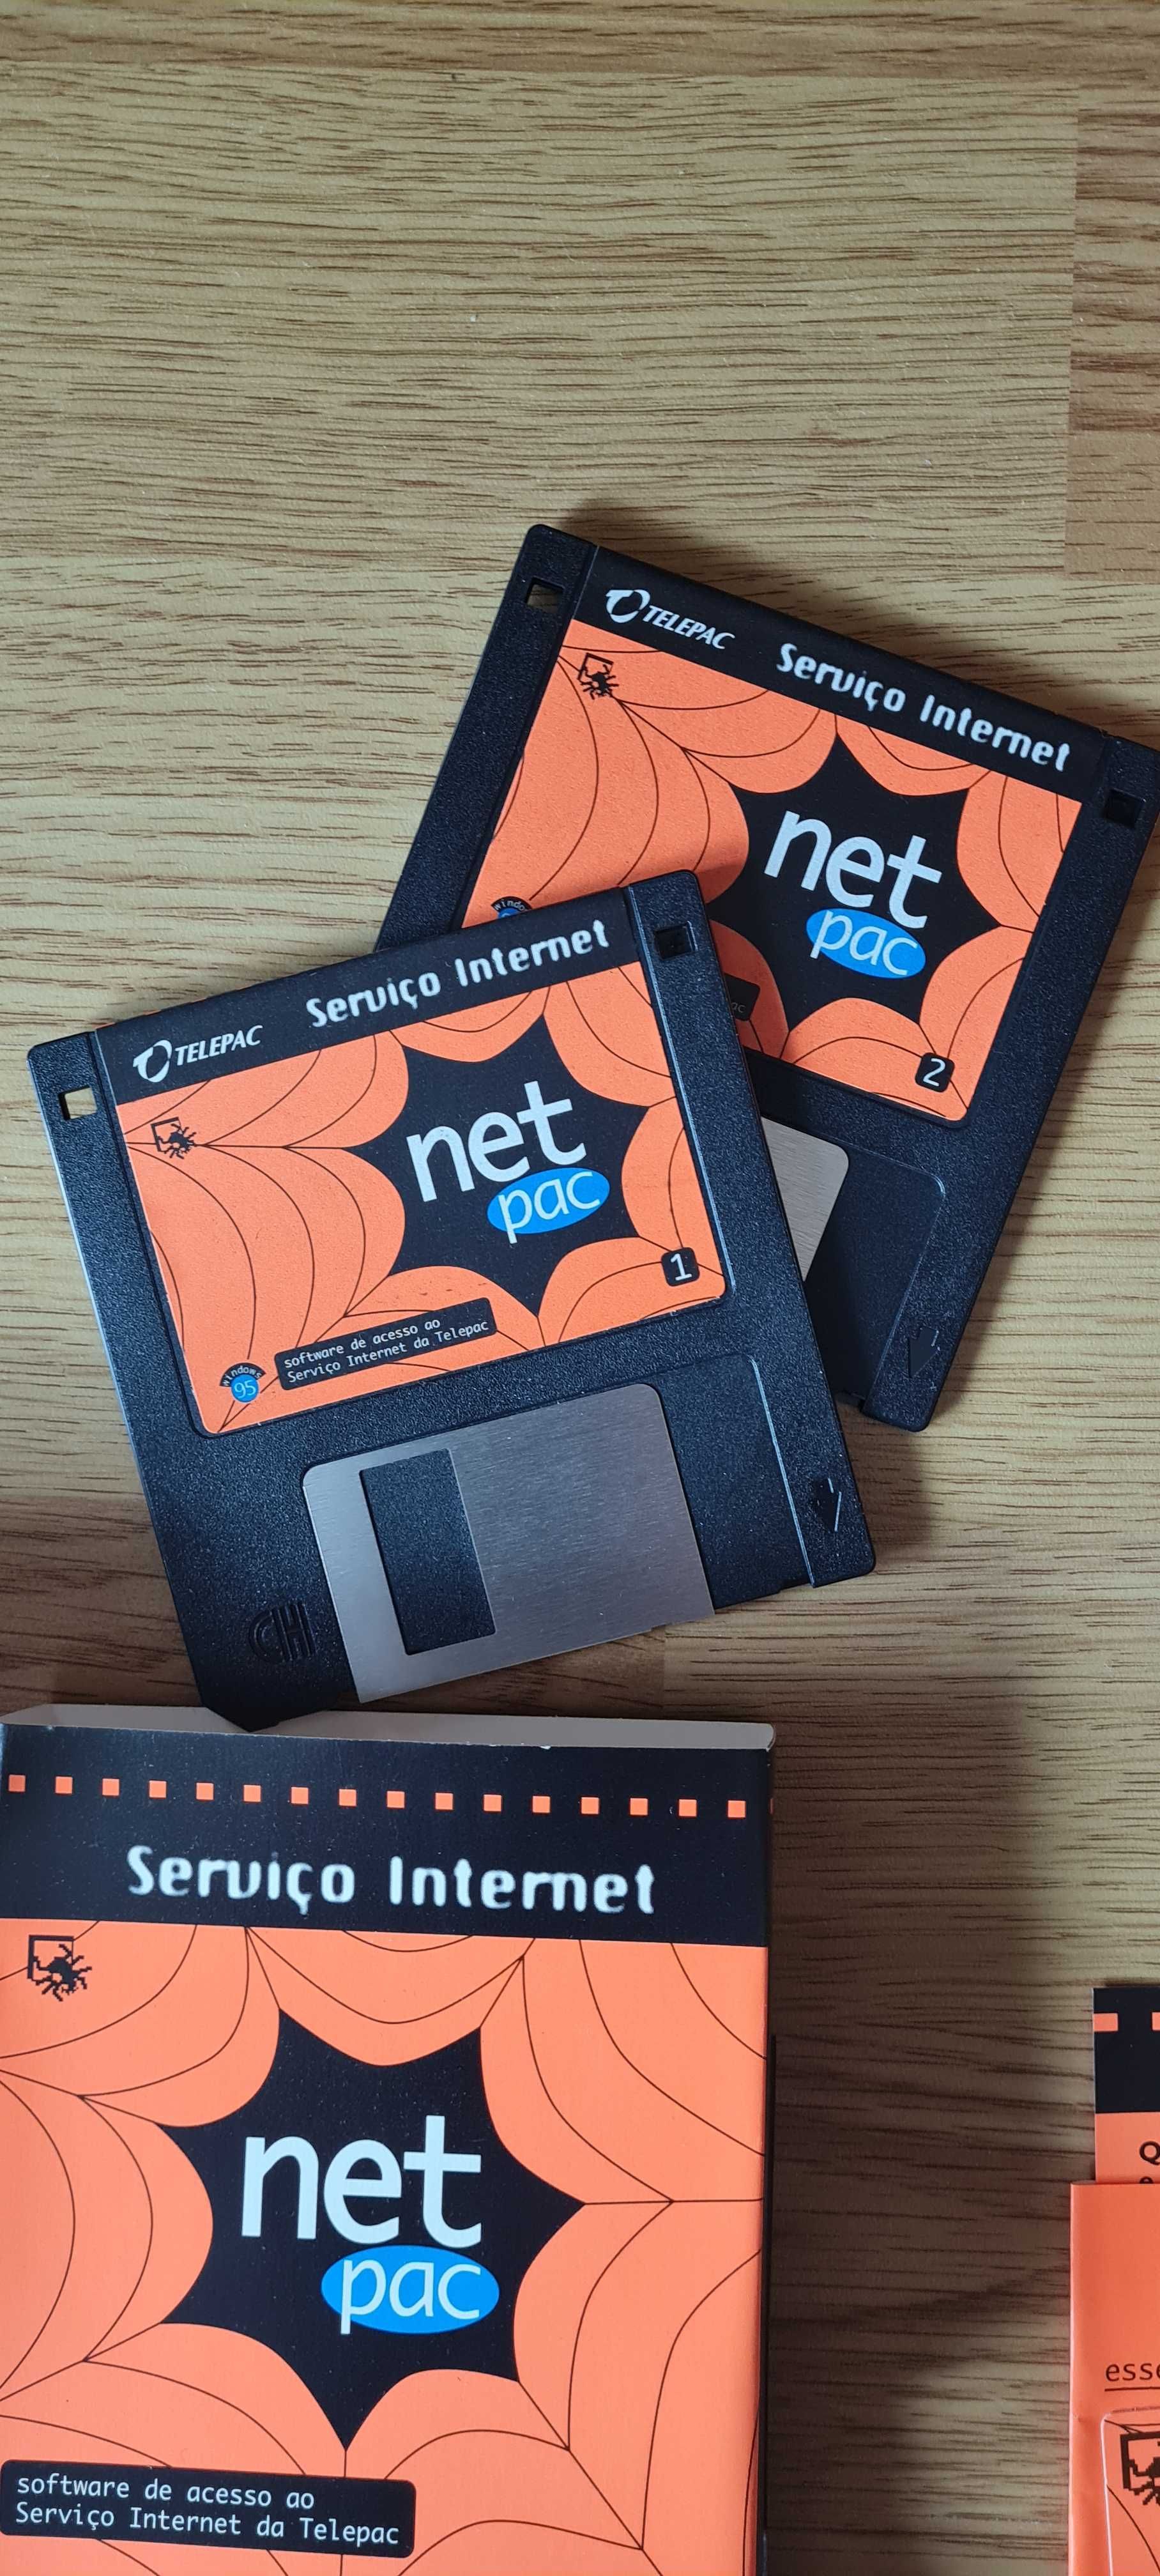 TELEPAC Serviço Internet
net
pac
2
TELEPAC Serviço Internet
net
pac
1
software de acesso ao
Serviço Internet da Telepac
windows
95
Serviço Internet
net
pac
software de acesso ao
Serviço Internet da Telepac